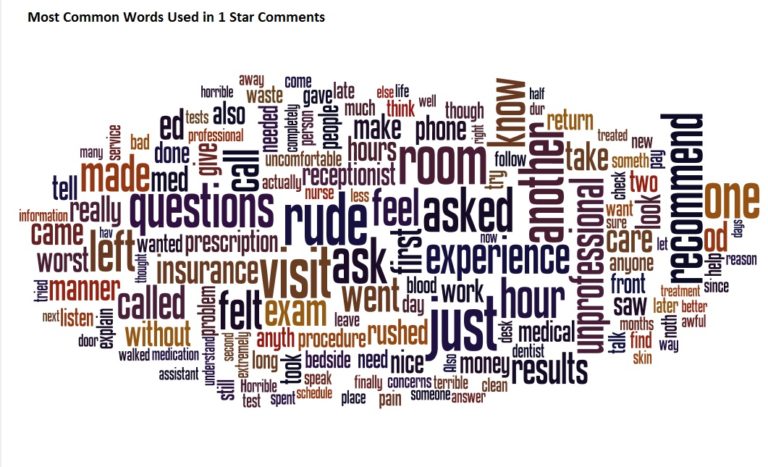 Most Common Words Used in 1 Star Comments
away
come
horrible
waste
gave
late
else
life
know
half
dur
ed
tests
also
needed
completely
person
people
much
think
well
though
right
return
many
service
bad
professional
make
phone
hours
treated
new
recommend
done
give
call
uncomfortable
receptionist
room
follow
another
take
someth
pay
tell
made
med
actually
nurse
less
try
check
two
look
one
information
really
questions
rude
feel
asked
unprofessional
want
sure
came
hav
left
wanted
prescription
first
now
experience
care
let
od
days
worst
thought
insurance
visit
ask
anyone
help
reason
tried
manner
called
problem
felt
exam
went
blood
day
work
hour
front
treatment
since
next
listen
explain
without
leave
just
saw
later
better
door
understand
second
extremely
anyth
procedure
rushed
desk
medical
talk
months
noth
awful
walked
medication
long
took
bedside
need
nice
Also
money
dentist
results
find
way
skin
assistant
still
Horrible
speak
finally
concerns
terrible
clean
test
spent
schedule
place
pain
someone
answer